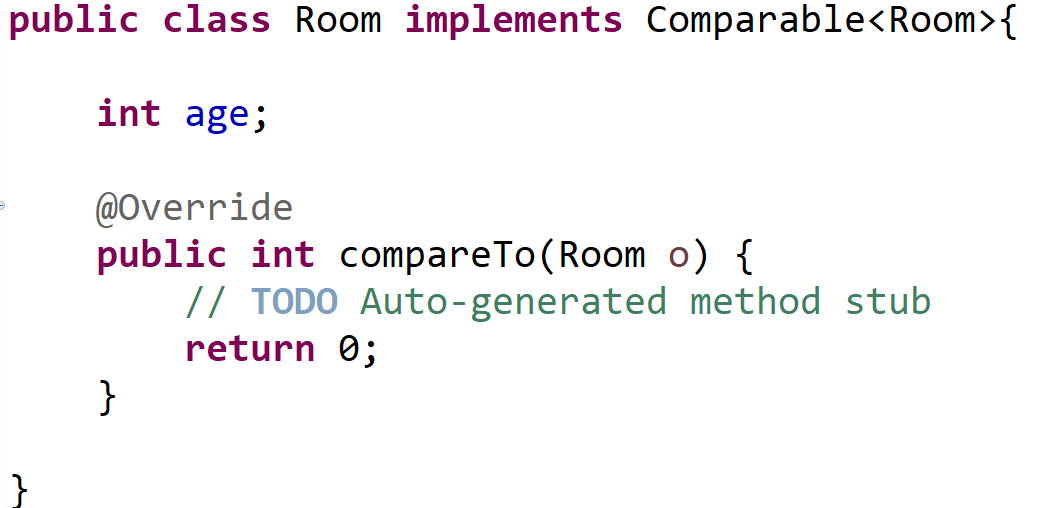 public class Room implements Comparable<Room>{
int age;
@Override
public int compareTo(Room o) {
// TODO Auto-generated method stub
return 0;
}
}